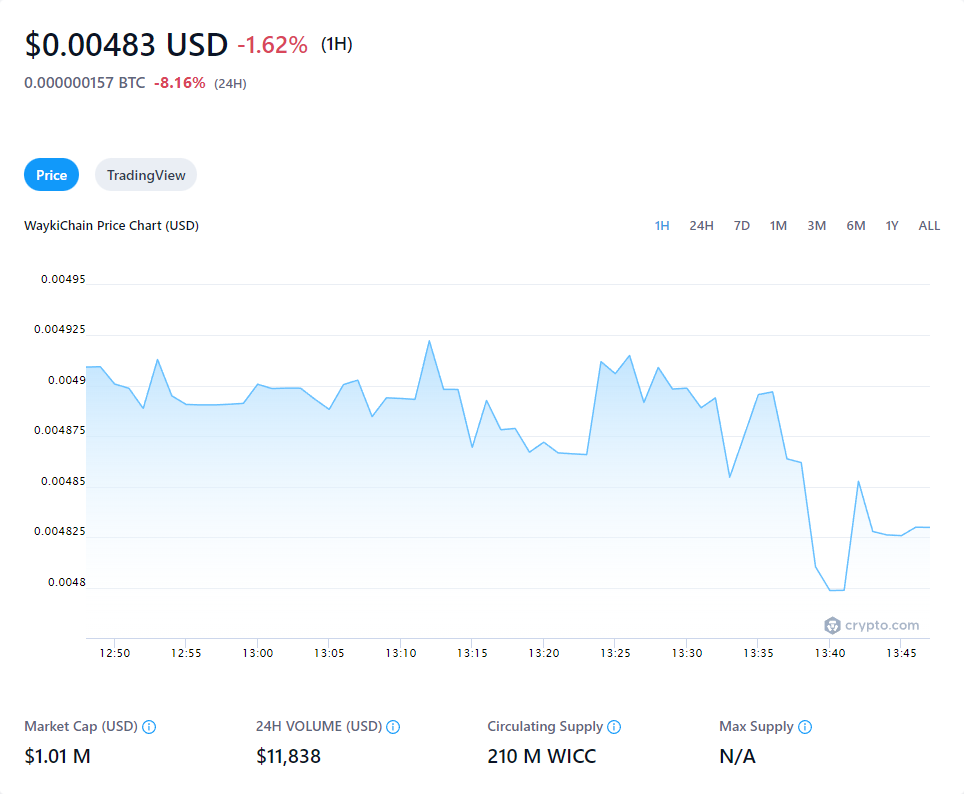 $0.00483 USD -1.62% (1H)
0.000000157 BTC -8.16% (24H)
Price TradingView
WaykiChain Price Chart (USD) 1H 24H 7D 1M 3M 6M 1Y ALL
0.00495
0.004925
0.0049
0.004875
0.00485
0.004825
0.0048
crypto.com
12:50 12:55 13:00 13:05 13:10 13:15 13:20 13:25 13:30 13:35 13:40 13:45
Market Cap (USD) 24H VOLUME (USD) Circulating Supply Max Supply
$1.01 M $11,838 210 M WICC N/A